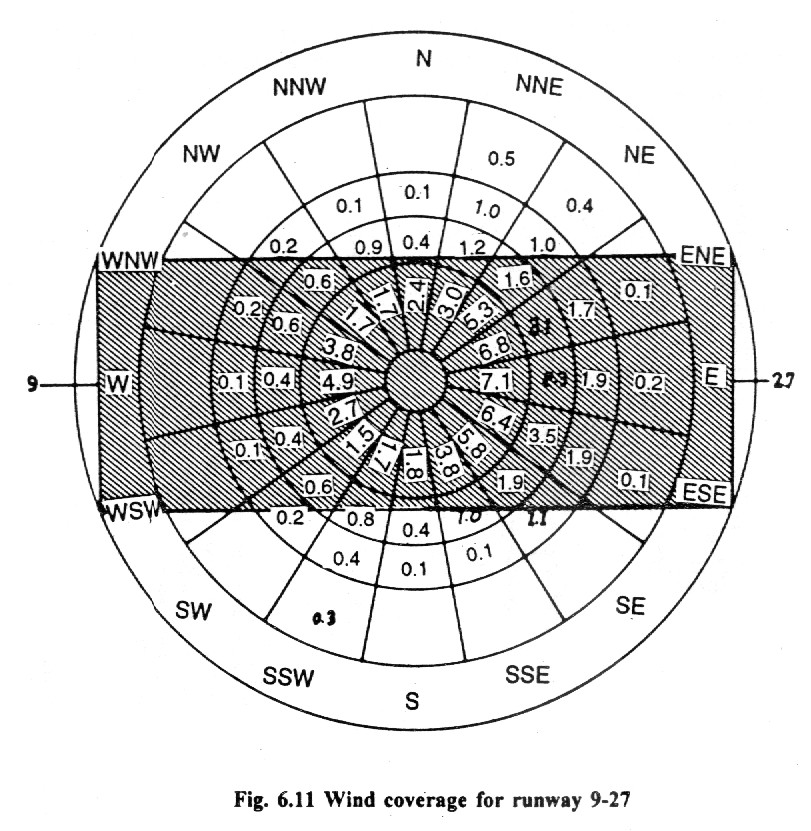 N
NNW NNE
NW NE
0.5
0.1 0.1 1.0 0.4
0.2 0.9 0.4 1.2 1.0
WNW ENE
0.6 1.7 1.7 2.4 3.0 5.3 1.6
0.2 0.6 1.7 0.1
3.8 6.8
9 W 0.1 0.4 4.9 7.1 1.9 0.2 E 27
2.7 6.4
0.1 0.4 1.5 1.7 1.8 3.8 5.8 3.5 1.9
0.6 1.9 0.1
WSW ESE
0.2 0.8 0.4 1.0
0.4 0.1 0.1
SW 0.3 SE
SSW SSE
S
Fig. 6.11 Wind coverage for runway 9-27